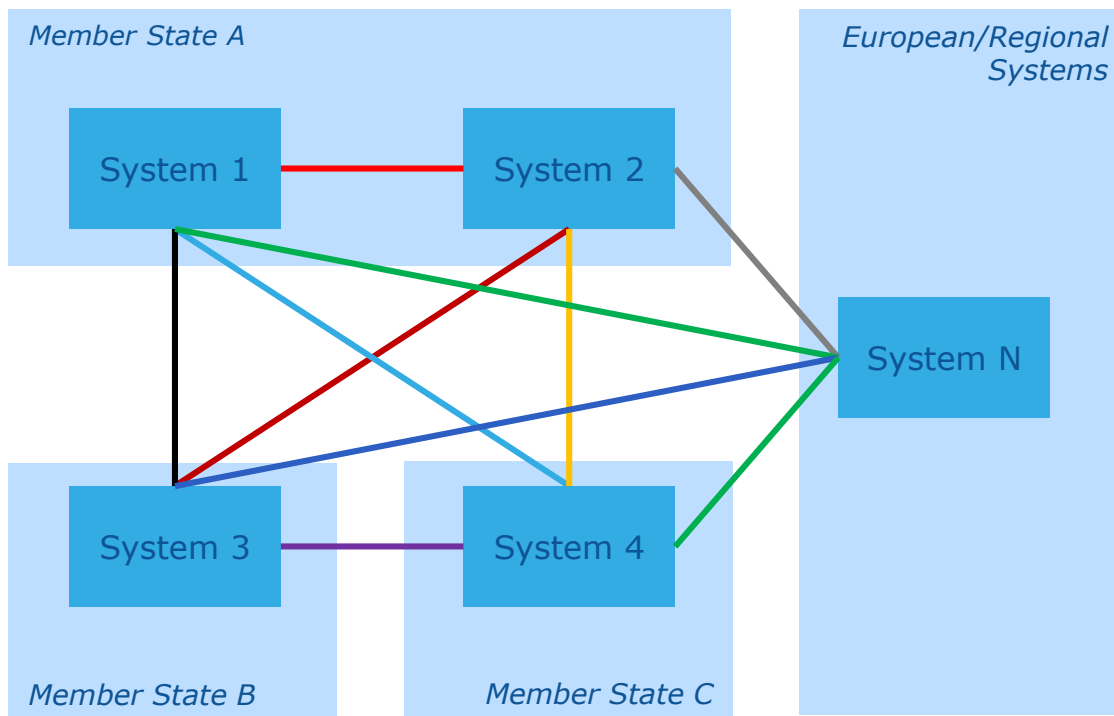 Member State A
European/Regional
Systems
System 1
System 2
System N
System 3
System 4
Member State B
Member State C